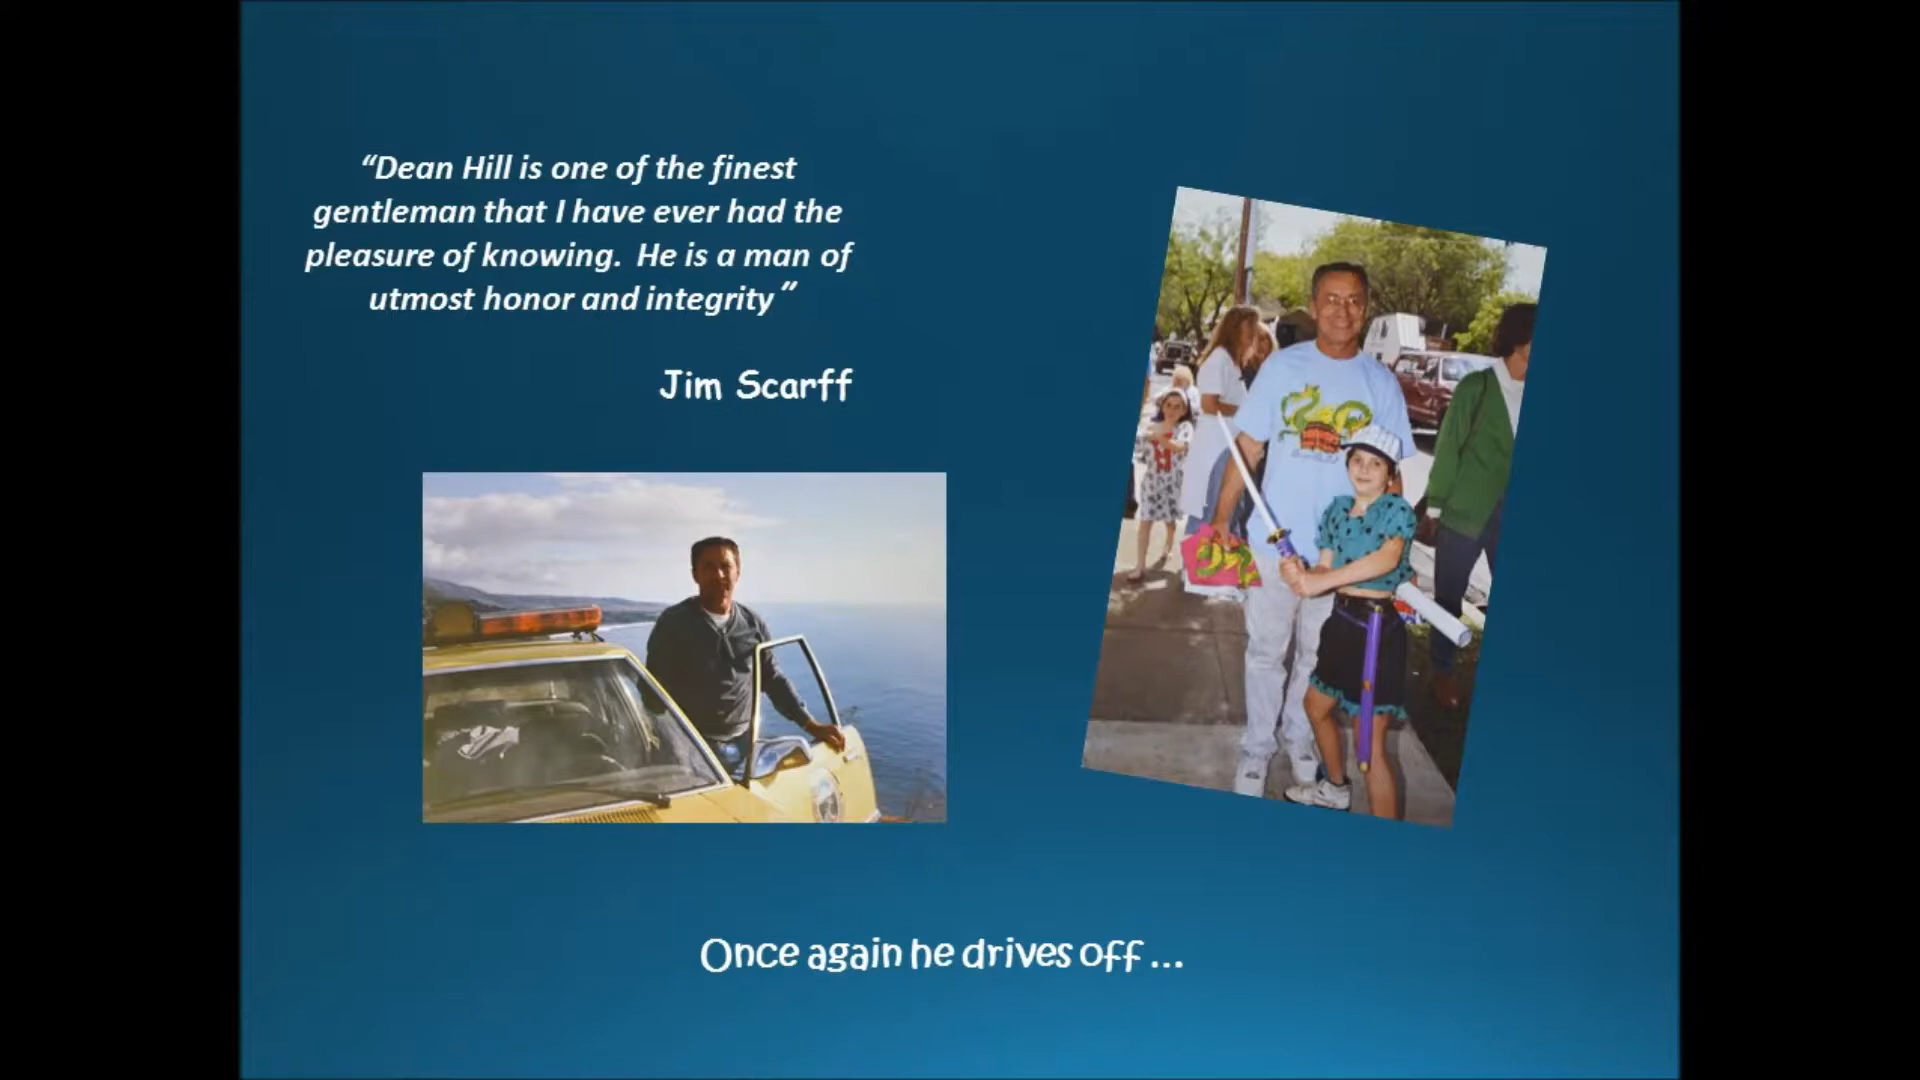 “Dean Hill is one of the finest
gentleman that I have ever had the
pleasure of knowing.  He is a man of
utmost honor and integrity”
Jim Scarff
Once again he drives off ...